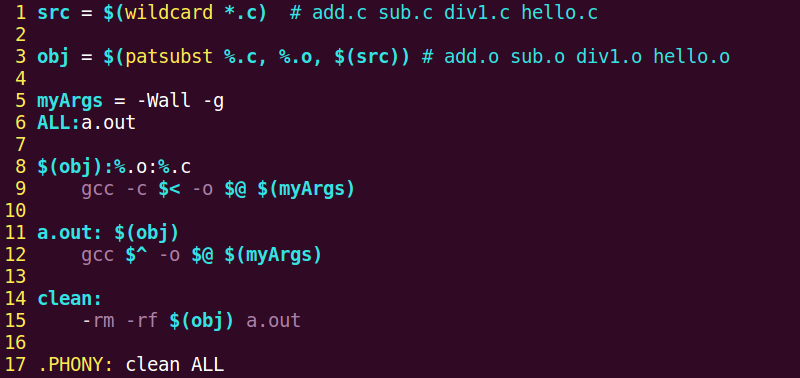 1 src = $(wildcard *.c)  # add.c sub.c div1.c hello.c
2
3 obj = $(patsubst %.c, %.o, $(src)) # add.o sub.o div1.o hello.o
4
5 myArgs = -Wall -g
6 ALL:a.out
7
8 $(obj):%.o:%.c
9     gcc -c $< -o $@ $(myArgs)
10
11 a.out: $(obj)
12     gcc $^ -o $@ $(myArgs)
13
14 clean:
15     -rm -rf $(obj) a.out
16
17 .PHONY: clean ALL